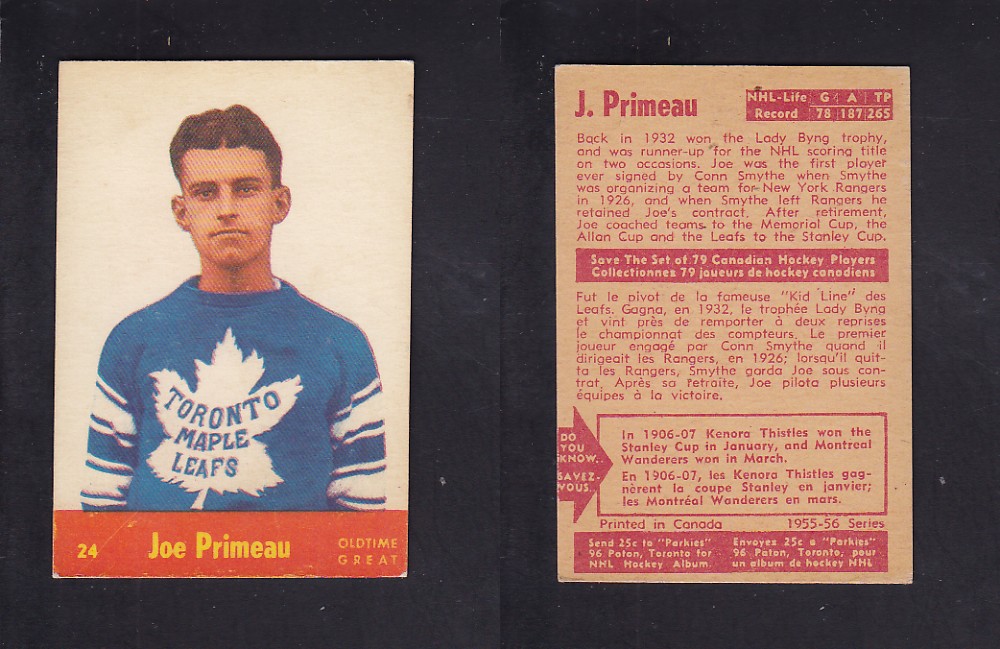 TORONTO
MAPLE
LEAFS
24
Joe Primeau
OLDTIME
GREAT
J. Primeau
NHL-Life G A TP
Record 78 187 265
Back in 1932 won the Lady Byng trophy,
and was runner-up for the NHL scoring title
on two occasions. Joe was the first player
ever signed by Conn Smythe when Smythe
was organizing a team for New York Rangers
in 1926, and when Smythe left Rangers he
retained Joe's contract. After retirement,
Joe coached teams to the Memorial Cup, the
Allan Cup and the Leafs to the Stanley Cup.
Save The Set of 79 Canadian Hockey Players
Collectionnez 79 joueurs de hockey canadiens
Fut le pivot de la fameuse "Kid Line" des
Leafs. Gagna, en 1932, le trophée Lady Byng
et vint près de remporter à deux reprises
le championnat des compteurs. Le premier
joueur engagé par Conn Smythe quand il
dirigeait les Rangers, en 1926; lorsqu'il quit-
ta les Rangers, Smythe garda Joe sous con-
trat. Après sa retraite, Joe pilota plusieurs
équipes à la victoire.
DO
YOU
KNOW..
SAVEZ-
VOUS..
In 1906-07 Kenora Thistles won the
Stanley Cup in January, and Montreal
Wanderers won in March.
En 1906-07, les Kenora Thistles gag-
nèrent la coupe Stanley en janvier;
les Montréal Wanderers en mars.
Printed in Canada 1955-56 Series
Send 25c to "Parkies"
96 Paton, Toronto for
NHL Hockey Album.
Envoyez 25c a "Parkies"
96 Paton, Toronto, pour
un album de hockey NHL